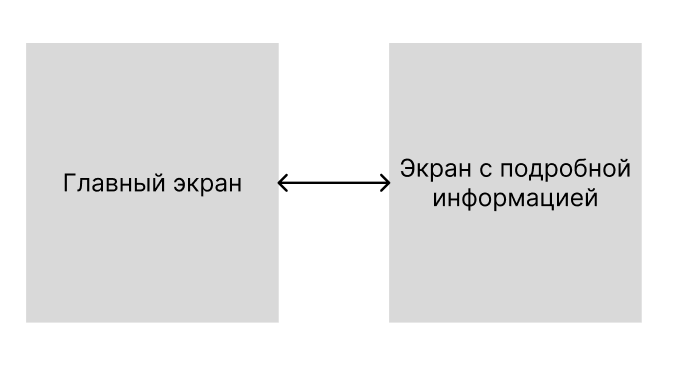 Главный экран
Экран с подробной
информацией